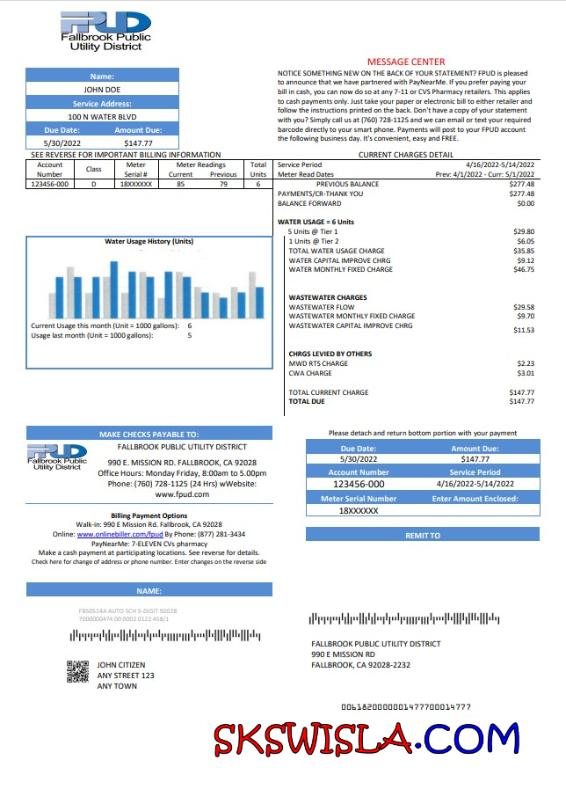 FPUD
Fallbrook Public
Utility District
Name:
JOHN DOE
Service Address:
100 N WATER BLVD
Due Date: Amount Due:
5/30/2022 $147.77
MESSAGE CENTER
NOTICE SOMETHING NEW ON THE BACK OF YOUR STATEMENT? FPUD is pleased
to announce that we have partnered with PayNearMe. If you prefer paying your
bill in cash, you can now do so at any 7-11 or CVS Pharmacy retailers. This applies
to cash payments only. Just take your paper or electronic bill to either retailer and
follow the instructions printed on the back. Don't have a copy of your statement
with you? Simply call us at (760) 728-1125 and we can email or text your required
barcode directly to your smart phone. Payments will post to your FPUD account
the following business day. It's convenient, easy and FREE.
SEE REVERSE FOR IMPORTANT BILLING INFORMATION
Account Number Class Meter Serial # Meter Readings Current Previous Total Units
123456-000 D 18XXXXXX 85 79 6
CURRENT CHARGES DETAIL
Service Period 4/16/2022-5/14/2022
Meter Read Dates Prev: 4/1/2022 - Curr: 5/1/2022
PREVIOUS BALANCE $277.48
PAYMENTS/CR-THANK YOU $277.48
BALANCE FORWARD $0.00
WATER USAGE = 6 Units
5 Units @ Tier 1 $29.80
1 Units @ Tier 2 $6.05
TOTAL WATER USAGE CHARGE $35.85
WATER CAPITAL IMPROVE CHRG $9.12
WATER MONTHLY FIXED CHARGE $46.75
WASTEWATER CHARGES
WASTEWATER FLOW $29.58
WASTEWATER MONTHLY FIXED CHARGE $9.70
WASTEWATER CAPITAL IMPROVE CHRG $11.53
CHRGS LEVIED BY OTHERS
MWD RTS CHARGE $2.23
CWA CHARGE $3.01
TOTAL CURRENT CHARGE $147.77
TOTAL DUE $147.77
Water Usage History (Units)
Current Usage this month (Unit = 1000 gallons): 6
Usage last month (Unit = 1000 gallons): 5
MAKE CHECKS PAYABLE TO:
FPUD
Fallbrook Public
Utility District
FALLBROOK PUBLIC UTILITY DISTRICT
990 E. MISSION RD. FALLBROOK, CA 92028
Office Hours: Monday Friday, 8:00am to 5.00pm
Phone: (760) 728-1125 (24 Hrs) wWebsite:
www.fpud.com
Billing Payment Options
Walk-in: 990 E Mission Rd. Fallbrook, CA 92028
Online: www.onlinebiller.com/fpud By Phone: (877) 281-3434
PayNearMe: 7-ELEVEN CVs pharmacy
Make a cash payment at participating locations. See reverse for details.
Check here for change of address or phone number. Enter changes on the reverse side
Please detach and return bottom portion with your payment
Due Date: Amount Due:
5/30/2022 $147.77
Account Number Service Period
123456-000 4/16/2022-5/14/2022
Meter Serial Number Enter Amount Enclosed:
18XXXXXX
REMIT TO
NAME:
JOHN CITIZEN
ANY STREET 123
ANY TOWN
FALLBROOK PUBLIC UTILITY DISTRICT
990 E MISSION RD
FALLBROOK, CA 92028-2232
SKSWISLA.COM